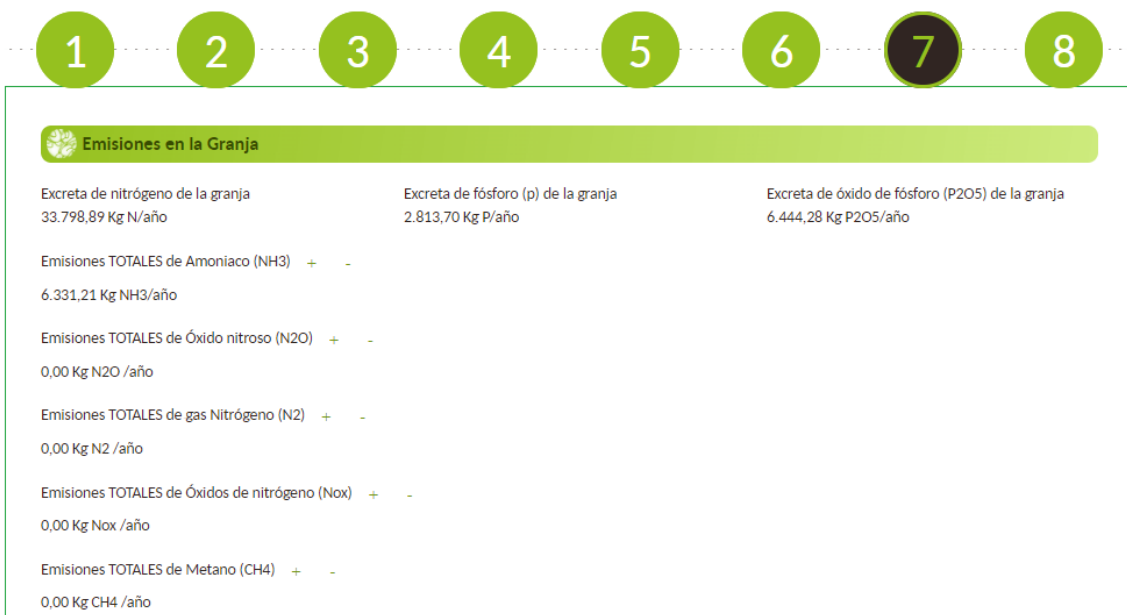 1 2 3 4 5 6 7 8
Emisiones en la Granja
Excreta de nitrógeno de la granja Excreta de fósforo (p) de la granja Excreta de óxido de fósforo (P2O5) de la granja
33.798,89 Kg N/año 2.813,70 Kg P/año 6.444,28 Kg P2O5/año
Emisiones TOTALES de Amoniaco (NH3) + -
6.331,21 Kg NH3/año
Emisiones TOTALES de Óxido nitroso (N2O) + -
0,00 Kg N2O /año
Emisiones TOTALES de gas Nitrógeno (N2) + -
0,00 Kg N2 /año
Emisiones TOTALES de Óxidos de nitrógeno (Nox) + -
0,00 Kg Nox /año
Emisiones TOTALES de Metano (CH4) + -
0,00 Kg CH4 /año